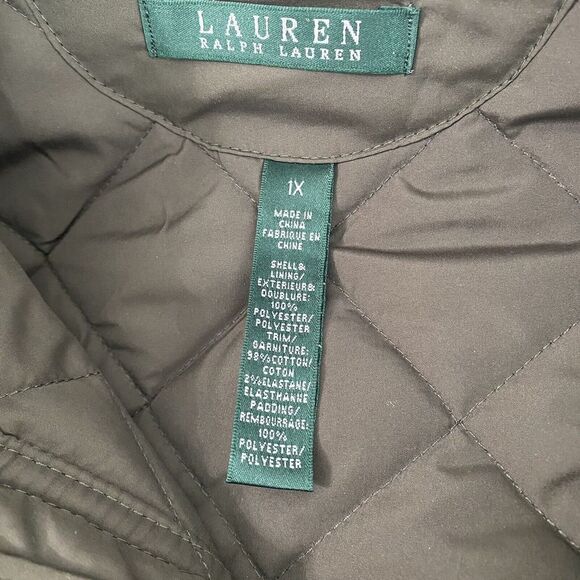 LAUREN
RALPH LAUREN
1X
MADE IN
CHINA
FABRIQUE EN
CHINE
SHELL&
LINING/
EXTERIEUR&
DOUBLURE:
100%
POLYESTER/
POLYESTER
TRIM/
GARNITURE:
98%COTTON/
COTON
2%ELASTANE/
ELASTHANNE
PADDING/
REMBOURRAGE:
100%
POLYESTER/
POLYESTER